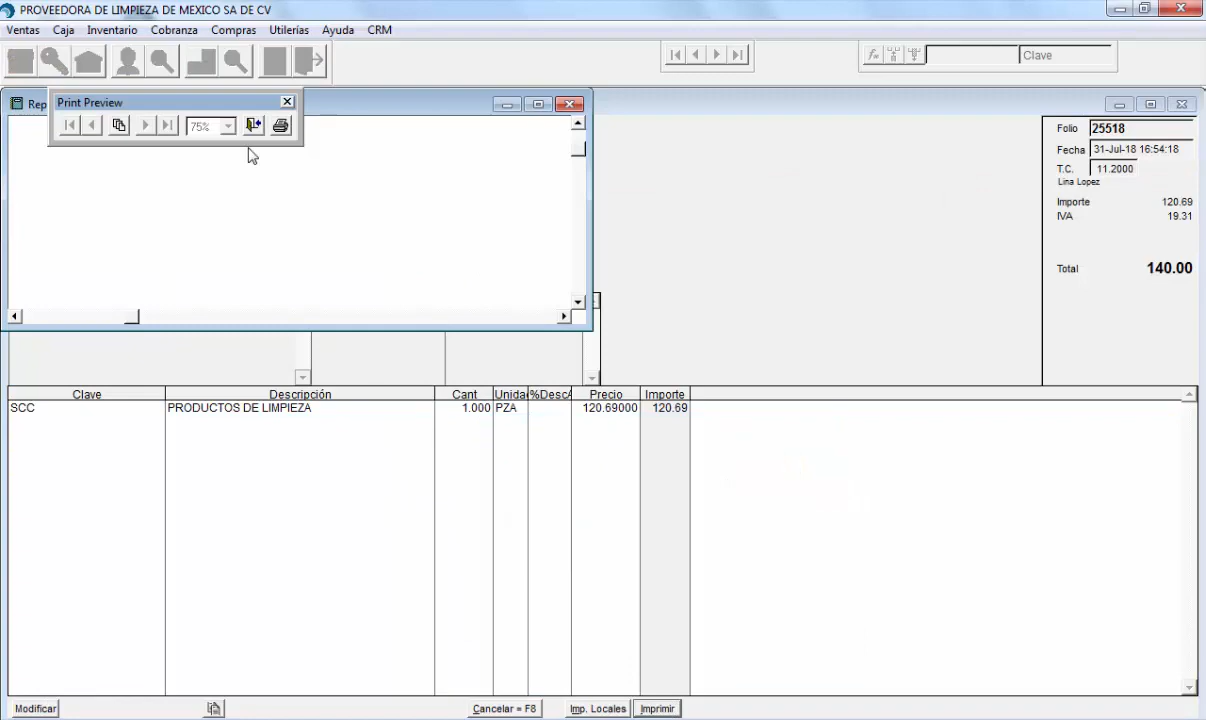 PROVEEDORA DE LIMPIEZA DE MEXICO SA DE CV
Ventas Caja Inventario Cobranza Compras Utilerías Ayuda CRM
Clave
Rep
Print Preview
75%
Folio 25518
Fecha 31-Jul-18 16:54:18
T.C. 11.2000
Lina Lopez
Importe 120.69
IVA 19.31
Total 140.00
Clave Descripción Cant Unida %DescA Precio Importe
SCC PRODUCTOS DE LIMPIEZA 1.000 PZA 120.69000 120.69
Modificar Cancelar = F8 Imp. Locales Imprimir